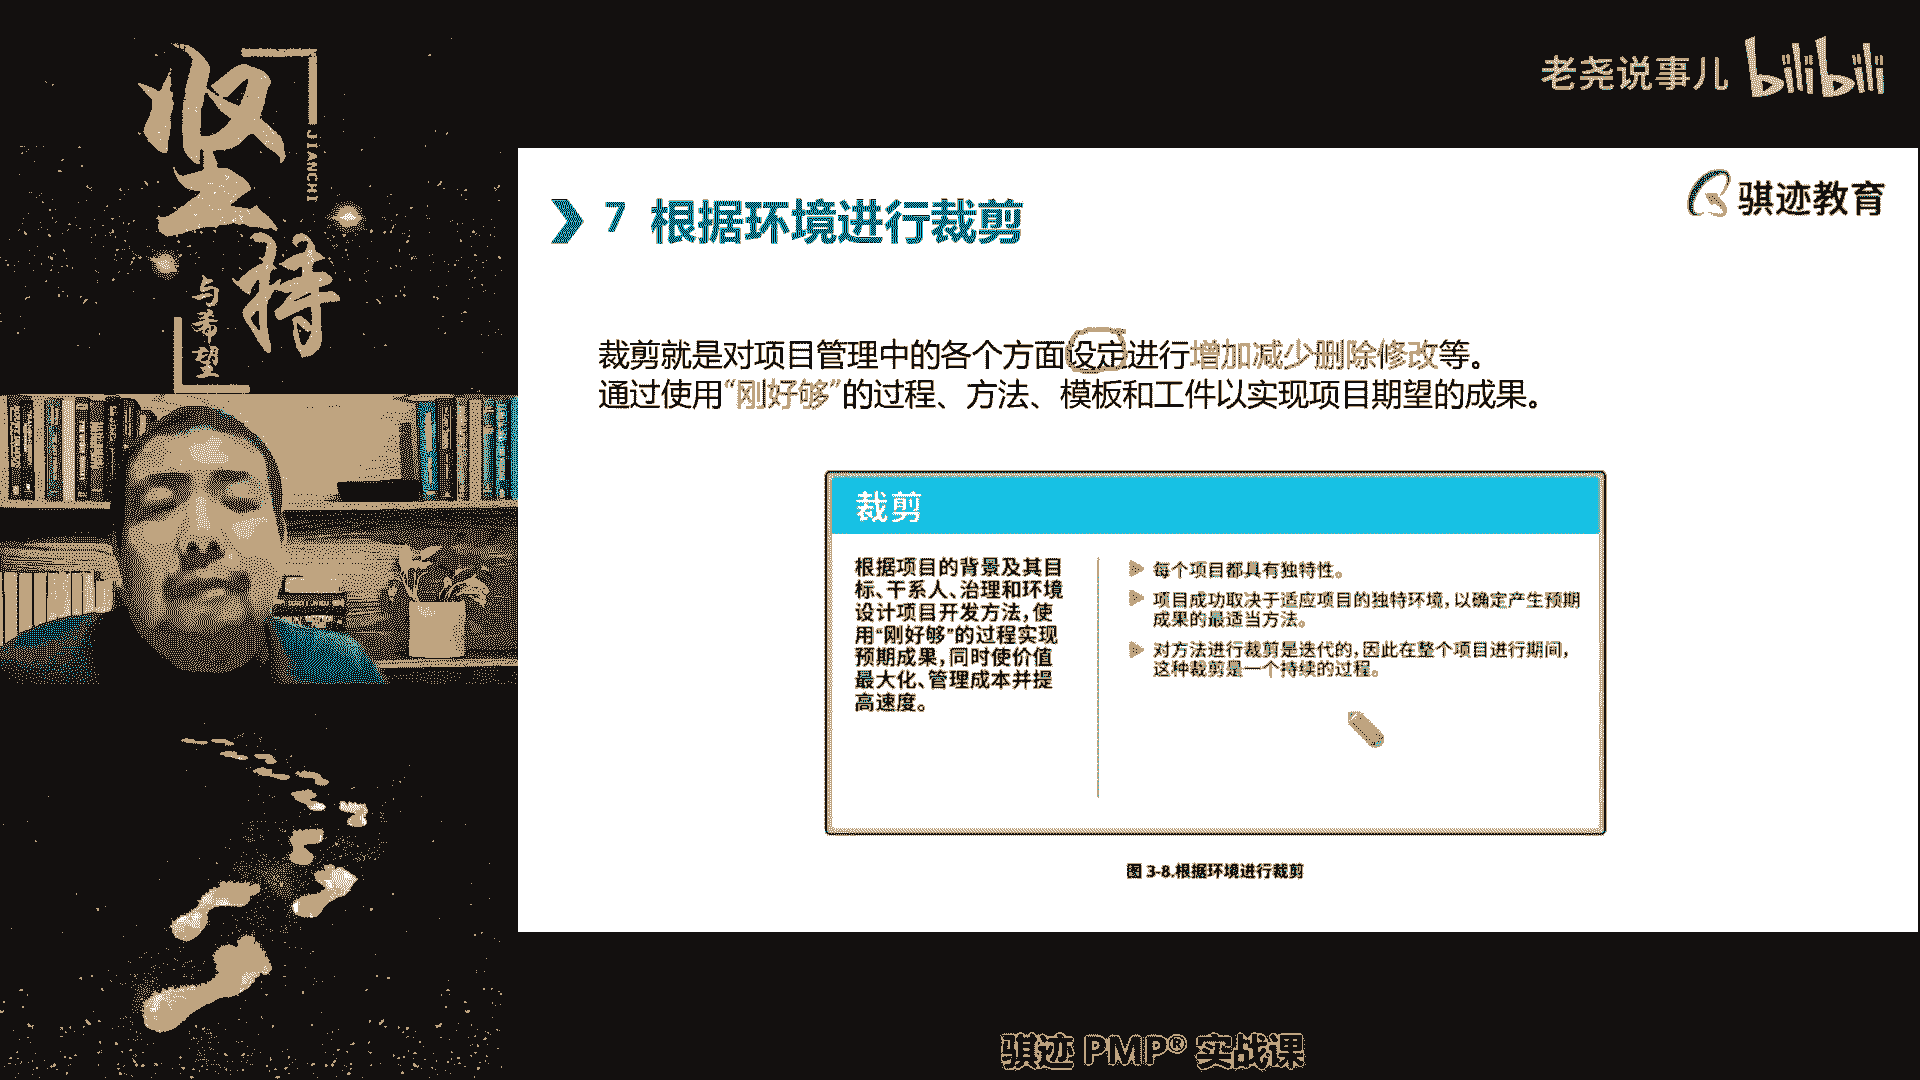 坚持
JIANCHI
与希望
老尧说事儿 bilibili
骐迹教育
7 根据环境进行裁剪
裁剪就是对项目管理中的各个方面设定进行增加减少删除修改等。
通过使用“刚好够”的过程、方法、模板和工件以实现项目期望的成果。
裁剪
根据项目的背景及其目
标、干系人、治理和环境
设计项目开发方法,使
用“刚好够”的过程实现
预期成果,同时使价值
最大化、管理成本并提
高速度。
每个项目都具有独特性。
项目成功取决于适应项目的独特环境,以确定产生预期
成果的最适当方法。
对方法进行裁剪是迭代的,因此在整个项目进行期间,
这种裁剪是一个持续的过程。
图 3-8.根据环境进行裁剪
骐迹 PMP® 实战课